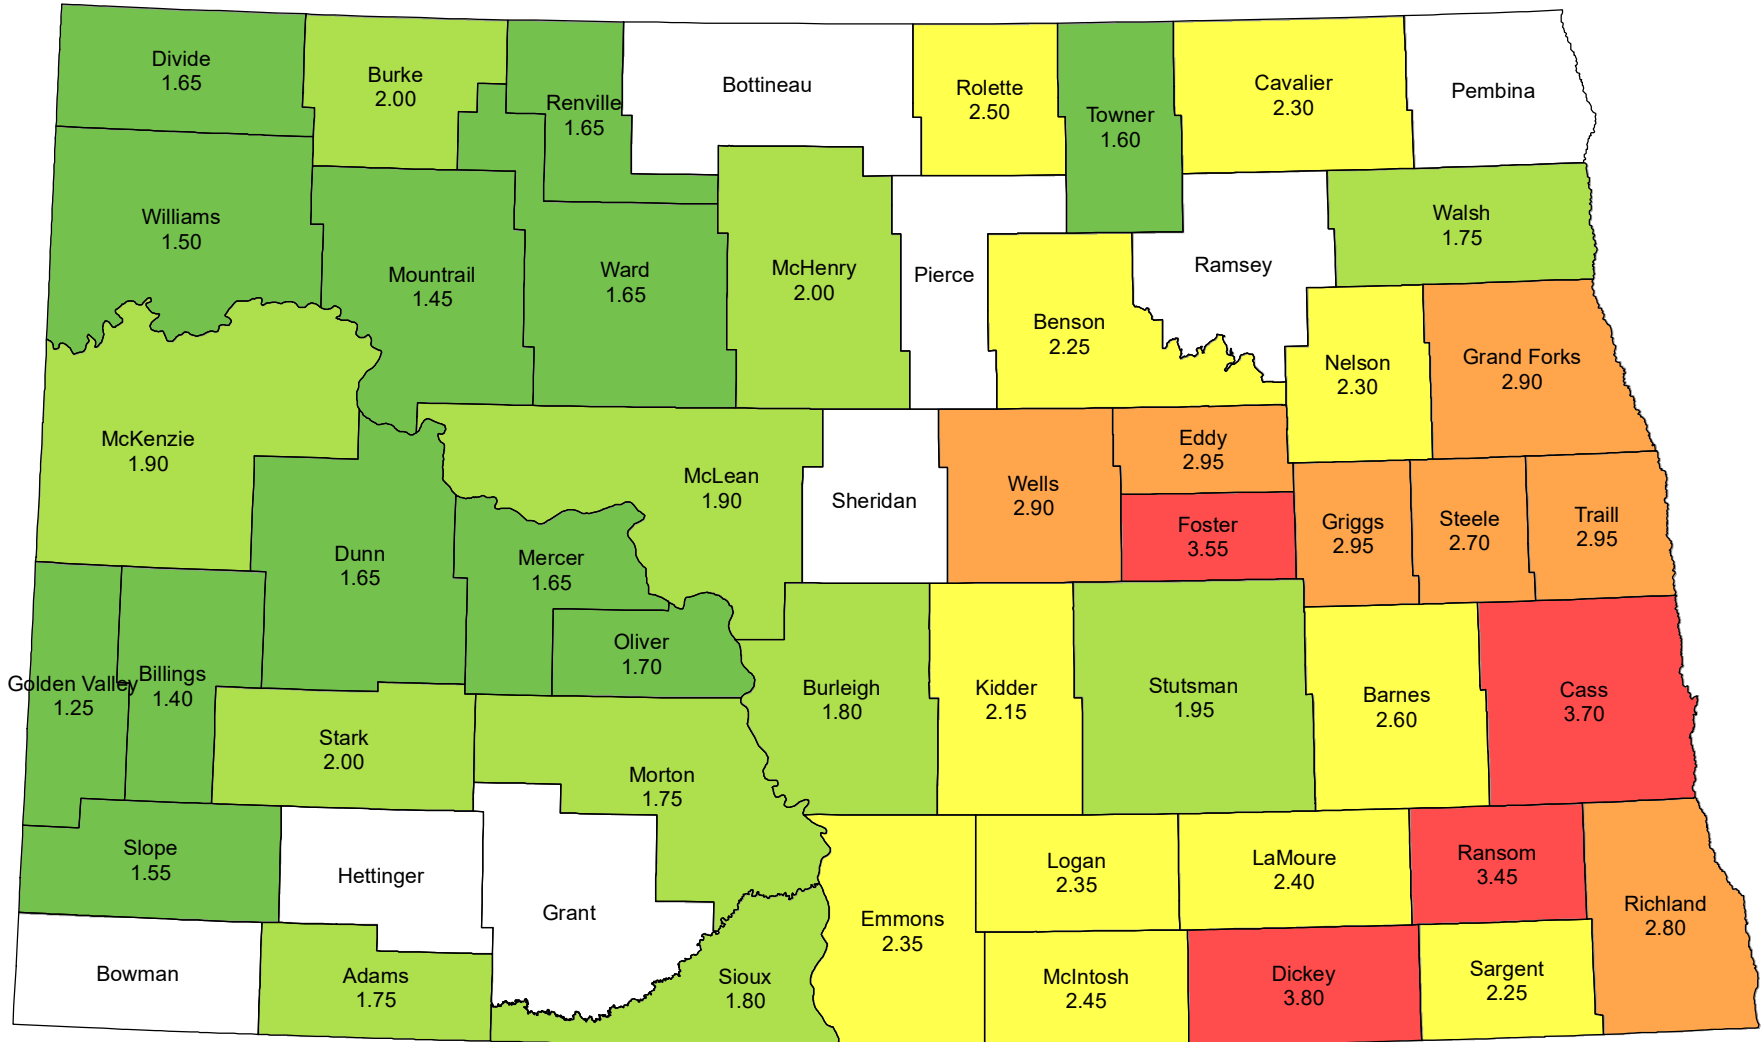 Divide
1.65
Burke
2.00
Renville
1.65
Bottineau
Rolette
2.50
Towner
1.60
Cavalier
2.30
Pembina
Williams
1.50
Mountrail
1.45
Ward
1.65
McHenry
2.00
Pierce
Benson
2.25
Ramsey
Walsh
1.75
Nelson
2.30
Grand Forks
2.90
McKenzie
1.90
Dunn
1.65
Mercer
1.65
McLean
1.90
Sheridan
Wells
2.90
Eddy
2.95
Foster
3.55
Griggs
2.95
Steele
2.70
Traill
2.95
Golden Valley
1.25
Billings
1.40
Stark
2.00
Oliver
1.70
Morton
1.75
Burleigh
1.80
Kidder
2.15
Stutsman
1.95
Barnes
2.60
Cass
3.70
Slope
1.55
Hettinger
Grant
Bowman
Adams
1.75
Sioux
1.80
Emmons
2.35
Logan
2.35
LaMoure
2.40
Ransom
3.45
Richland
2.80
McIntosh
2.45
Dickey
3.80
Sargent
2.25